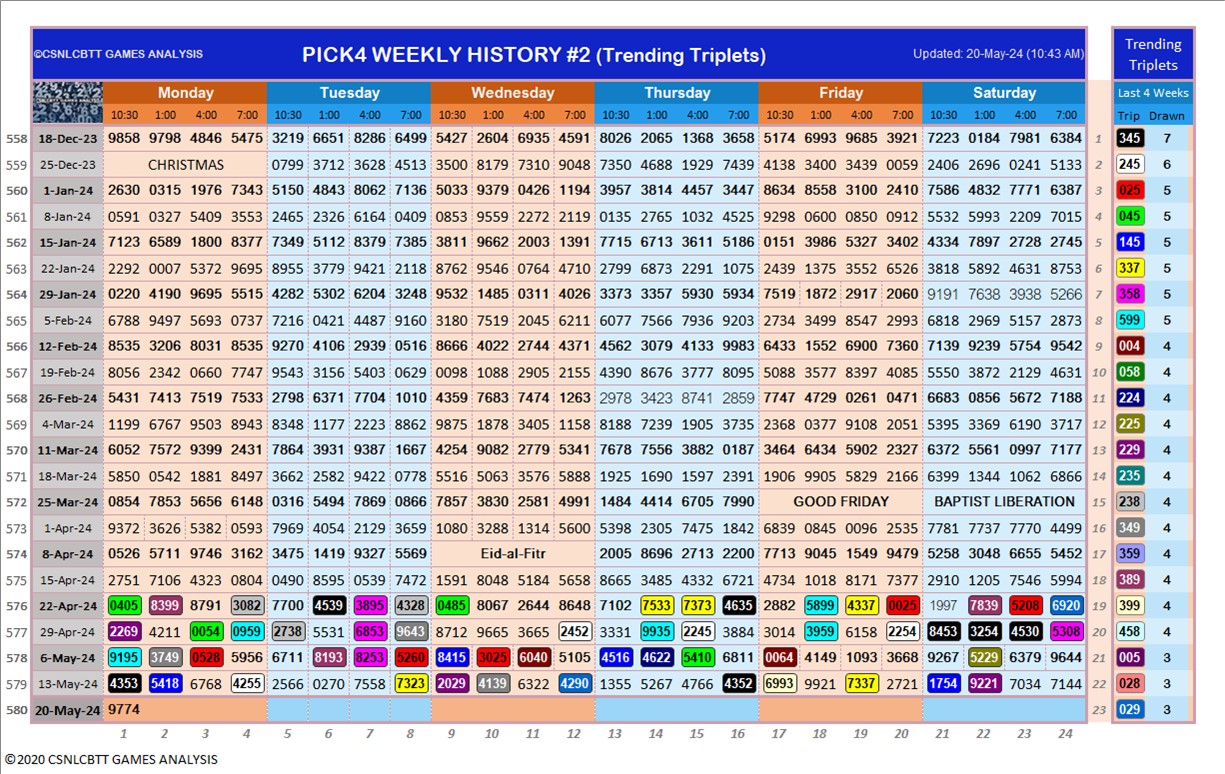 ©CSNLCBTT GAMES ANALYSIS PICK4 WEEKLY HISTORY #2 (Trending Triplets) Updated: 20-May-24 (10:43 AM)
Monday Tuesday Wednesday Thursday Friday Saturday
10:30 1:00 4:00 7:00 10:30 1:00 4:00 7:00 10:30 1:00 4:00 7:00 10:30 1:00 4:00 7:00 10:30 1:00 4:00 7:00 10:30 1:00 4:00 7:00
558 18-Dec-23 9858 9798 4846 5475 3219 6651 8286 6499 5427 2604 6935 4591 8026 2065 1368 3658 5174 6993 9685 3921 7223 0184 7981 6384
559 25-Dec-23 CHRISTMAS 0799 3712 3628 4513 3500 8179 7310 9048 7350 4688 1929 7439 4138 3400 3439 0059 2406 2696 0241 5133
560 1-Jan-24 2630 0315 1976 7343 5150 4843 8062 7136 5033 9379 0426 1194 3957 3814 4457 3447 8634 8558 3100 2410 7586 4832 7771 6387
561 8-Jan-24 0591 0327 5409 3553 2465 2326 6164 0409 0853 9559 2272 2119 0135 2765 1032 4525 9298 0600 0850 0912 5532 5993 2209 7015
562 15-Jan-24 7123 6589 1800 8377 7349 5112 8379 7385 3811 9662 2003 1391 7715 6713 3611 5186 0151 3986 5327 3402 4334 7897 2728 2745
563 22-Jan-24 2292 0007 5372 9695 8955 3779 9421 2118 8762 9546 0764 4710 2799 6873 2291 1075 2439 1375 3552 6526 3818 5892 4631 8753
564 29-Jan-24 0220 4190 9695 5515 4282 5302 6204 3248 9532 1485 0311 4026 3373 3357 5930 5934 7519 1872 2917 2060 9191 7638 3938 5266
565 5-Feb-24 6788 9497 5693 0737 7216 0421 4487 9160 3180 7519 2045 6211 6077 7566 7936 9203 2734 3499 8547 2993 6818 2969 5157 2873
566 12-Feb-24 8535 3206 8031 8535 9270 4106 2939 0516 8666 4022 2744 4371 4562 3079 4133 9983 6433 1552 6900 7360 7139 9239 5754 9542
567 19-Feb-24 8056 2342 0660 7747 9543 3156 5403 0629 0098 1088 2905 2155 4390 8676 3777 8095 5088 3577 8397 4085 5550 3872 2129 4631
568 26-Feb-24 5431 7413 7519 7533 2798 6371 7704 1010 4359 7683 7474 1263 2978 3423 8741 2859 7747 4729 0261 0471 6683 0856 5672 7188
569 4-Mar-24 1199 6767 9503 8943 8348 1177 2223 8862 9875 1878 3405 1158 8188 7239 1905 3735 2368 0377 9108 2051 5395 3369 6190 3717
570 11-Mar-24 6052 7572 9399 2431 7864 3931 9387 1667 4254 9082 2779 5341 7678 7556 3882 0187 3464 6434 5902 2327 6372 5561 0997 7177
571 18-Mar-24 5850 0542 1881 8497 3662 2582 9422 0778 5516 5063 5576 5888 1925 1690 1597 2391 1906 9905 5825 2166 6399 1344 1062 6866
572 25-Mar-24 0854 7853 5656 6148 0316 5494 7869 0866 7857 3830 2581 4991 1484 4414 6705 7990 GOOD FRIDAY BAPTIST LIBERATION
573 1-Apr-24 9372 3626 5382 0593 7969 4054 2129 3659 1080 3288 1314 5600 5398 2305 7475 1842 6839 0845 0096 2535 7781 7737 7770 4499
574 8-Apr-24 0526 5711 9746 3162 3475 1419 9327 5569 Eid-al-Fitr 2005 8696 2713 2200 7713 9045 1549 9479 5258 3048 6655 5452
575 15-Apr-24 2751 7106 4323 0804 0490 8595 0539 7472 1591 8048 5184 5658 8665 3485 4332 6721 4734 1018 8171 7377 2910 1205 7546 5994
576 22-Apr-24 0405 8399 8791 3082 7700 4539 3895 4328 0485 8067 2644 8648 7102 7533 7373 4635 2882 5899 4337 0025 1997 7839 5208 6920
577 29-Apr-24 2269 4211 0054 0959 2738 5531 6853 9643 8712 9665 3665 2452 3331 9935 2245 3884 3014 3959 6158 2254 8453 3254 4530 5308
578 6-May-24 9195 3749 0528 5956 6711 8193 8253 5260 8415 3025 6040 5105 4516 4622 5410 6811 0064 4149 1093 3668 9267 5229 6379 9644
579 13-May-24 4353 5418 6768 4255 2566 0270 7558 7323 2029 4139 6322 4290 1355 5267 4766 4352 6993 9921 7337 2721 1754 9221 7034 7144
580 20-May-24 9774
1 2 3 4 5 6 7 8 9 10 11 12 13 14 15 16 17 18 19 20 21 22 23 24
Trending
Triplets
Last 4 Weeks
Trip Drawn
1 345 7
2 245 6
3 025 5
4 045 5
5 145 5
6 337 5
7 358 5
8 599 5
9 004 4
10 058 4
11 224 4
12 225 4
13 229 4
14 235 4
15 238 4
16 349 4
17 359 4
18 389 4
19 399 4
20 458 4
21 005 3
22 028 3
23 029 3
©2020 CSNLCBTT GAMES ANALYSIS